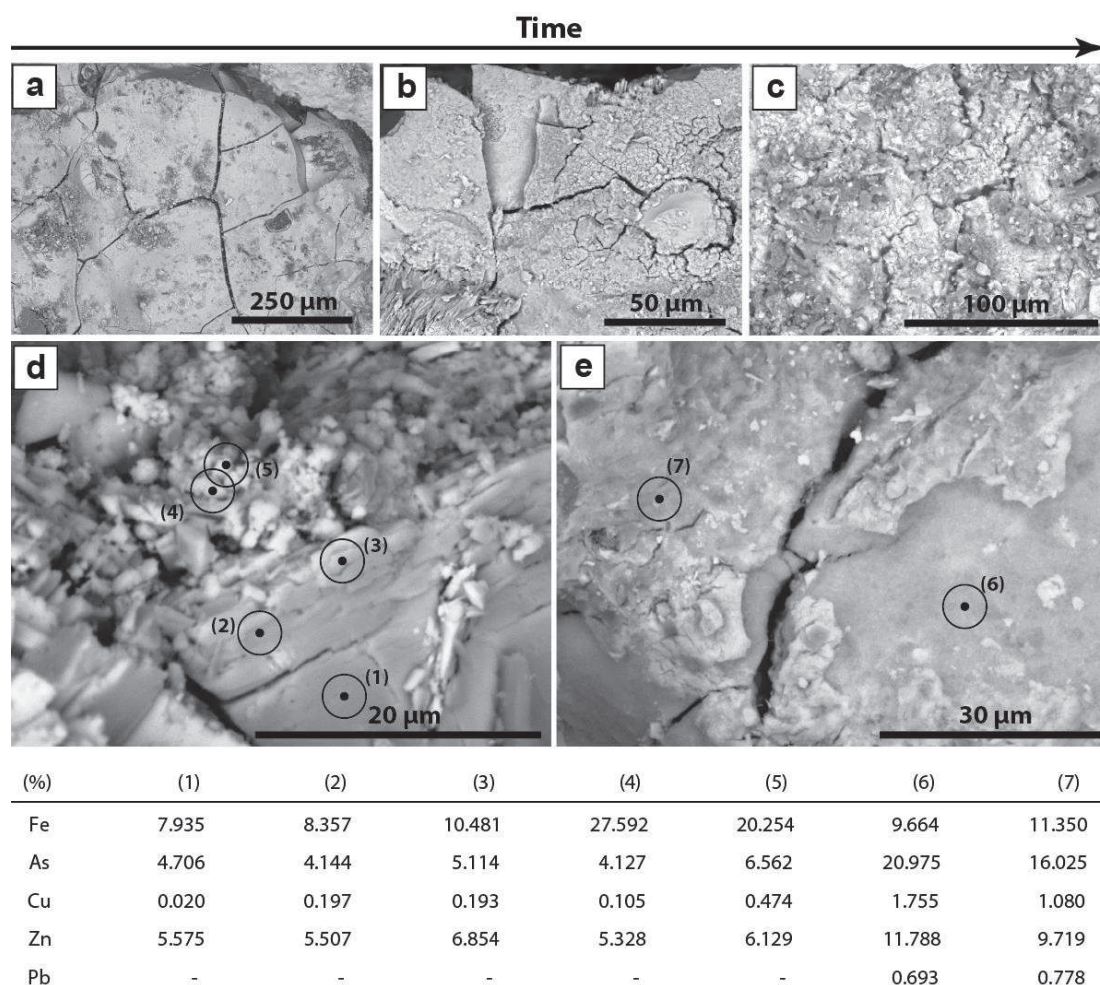 Time
a b c
250 µm 50 µm 100 µm
d e
(5)
(4)
(7)
(3)
(6)
(2)
(1)
20 µm 30 µm
(%) (1) (2) (3) (4) (5) (6) (7)
Fe 7.935 8.357 10.481 27.592 20.254 9.664 11.350
As 4.706 4.144 5.114 4.127 6.562 20.975 16.025
Cu 0.020 0.197 0.193 0.105 0.474 1.755 1.080
Zn 5.575 5.507 6.854 5.328 6.129 11.788 9.719
Pb - - - - - 0.693 0.778